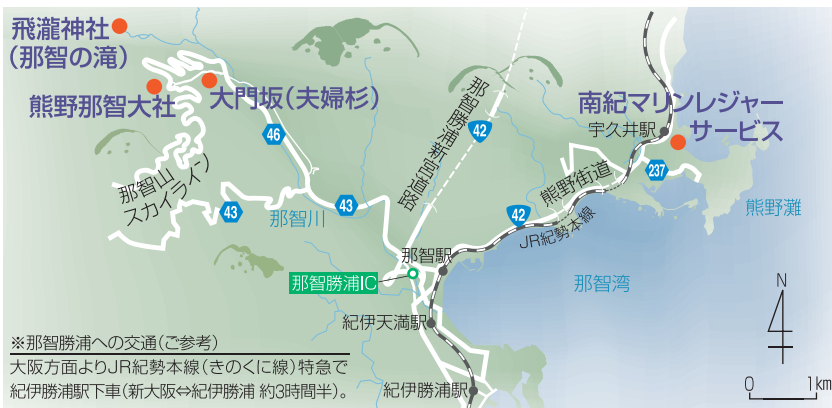 飛瀧神社
(那智の滝)
熊野那智大社
大門坂(夫婦杉)
46
那智山
スカイライン
43
那智川
43
那智勝浦新宮道路
42
南紀マリンレジャー
サービス
宇久井駅
237
熊野街道
42
JR紀勢本線
熊野灘
那智駅
那智湾
那智勝浦IC
紀伊天満駅
紀伊勝浦駅
N
0 1km
※那智勝浦への交通(ご参考)
大阪方面よりJR紀勢本線(きのくに線)特急で
紀伊勝浦駅下車(新大阪⇔紀伊勝浦 約3時間半)。